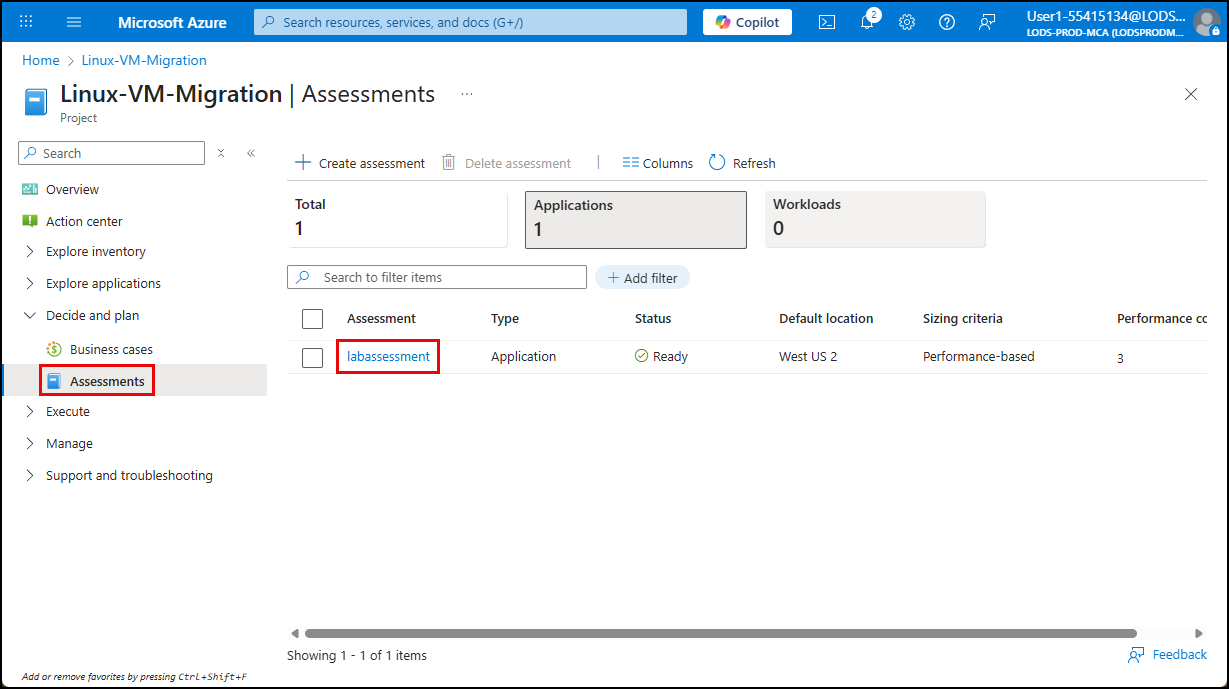 Microsoft Azure
Search resources, services, and docs (G+/)
Copilot
2
User1-55415134@LODS...
LODS-PROD-MCA (LODSPRODM...
Home > Linux-VM-Migration
Linux-VM-Migration | Assessments ...
Project
Search
Overview
Action center
Explore inventory
Explore applications
Decide and plan
Business cases
Assessments
Execute
Manage
Support and troubleshooting
Add or remove favorites by pressing Ctrl+Shift+F
Create assessment Delete assessment Columns Refresh
Total Applications Workloads
1 1 0
Search to filter items Add filter
Assessment Type Status Default location Sizing criteria Performance co
labassessment Application Ready West US 2 Performance-based 3
Showing 1 - 1 of 1 items
Feedback